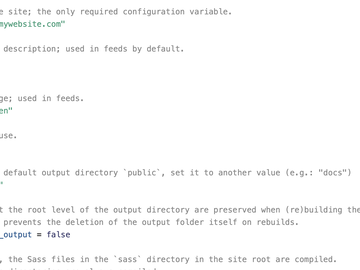 e site; the only required configuration variable.
mywebsite.com"
description; used in feeds by default.
ge; used in feeds.
en"
use.
default output directory `public`, set it to another value (e.g.: "docs")
"
t the root level of the output directory are preserved when (re)building the
prevents the deletion of the output folder itself on rebuilds.
_output = false
, the Sass files in the `sass` directory in the site root are compiled.